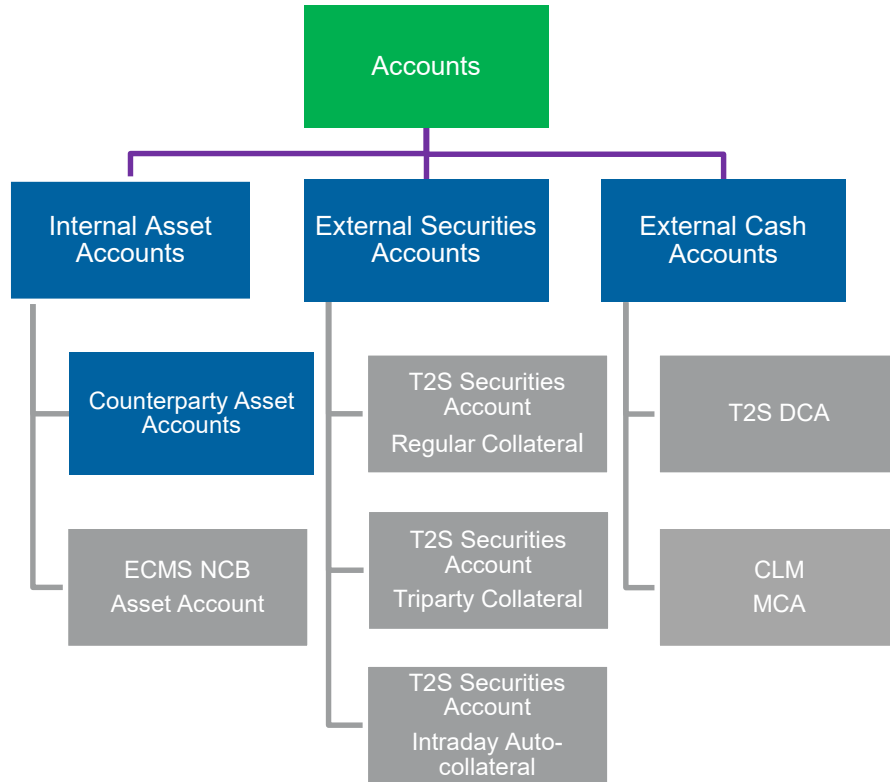 Accounts
Internal Asset
Accounts
External Securities
Accounts
External Cash
Accounts
Counterparty Asset
Accounts
ECMS NCB
Asset Account
T2S Securities
Account
Regular Collateral
T2S Securities
Account
Triparty Collateral
T2S Securities
Account
Intraday Auto-
collateral
T2S DCA
CLM
MCA